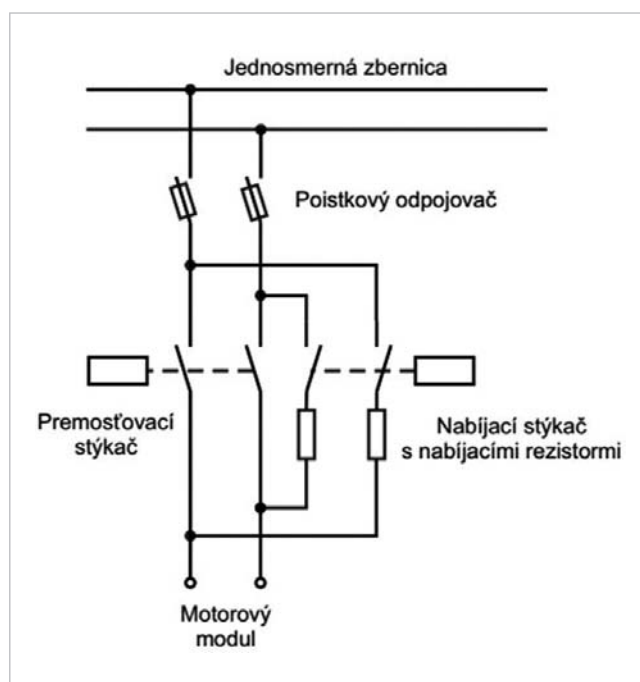 Jednosmerná zbernica
Poistkový odpojovač
Premosťovací
stýkač
Nabíjací stýkač
s nabíjacími rezistormi
Motorový
modul